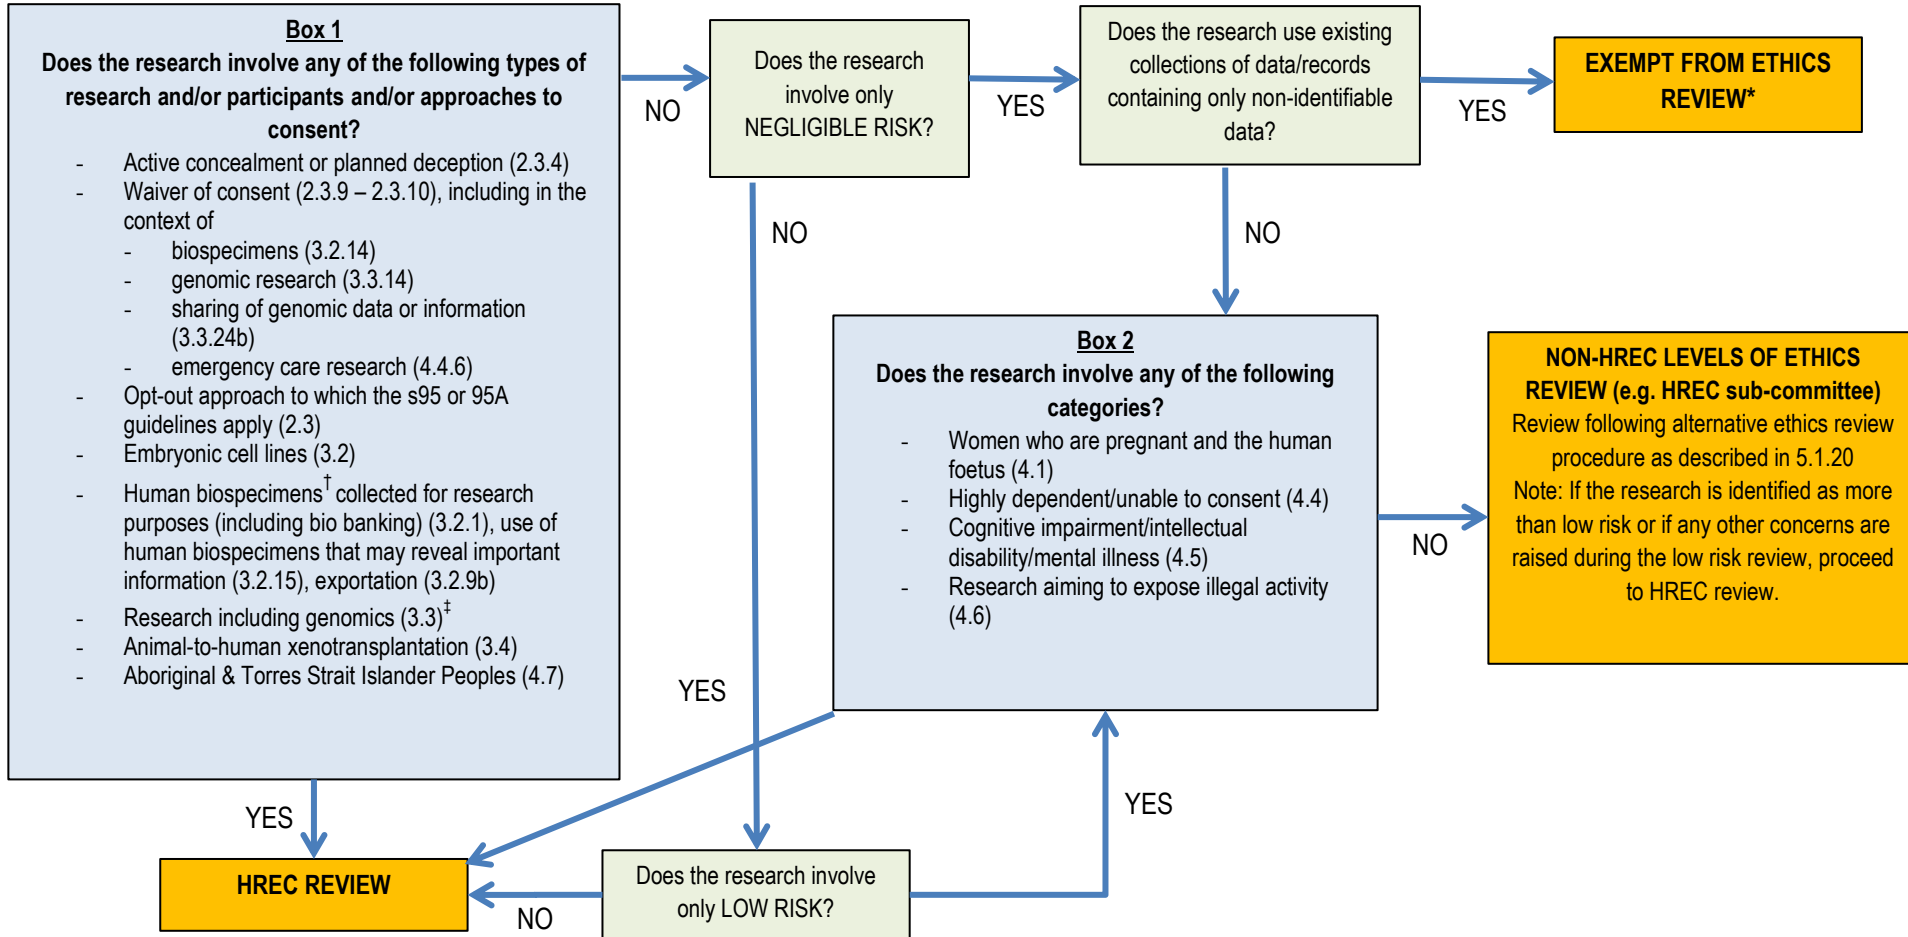 Box 1
Does the research involve any of the following types of
research and/or participants and/or approaches to
consent?
- Active concealment or planned deception (2.3.4)
- Waiver of consent (2.3.9 – 2.3.10), including in the
context of
- biospecimens (3.2.14)
- genomic research (3.3.14)
- sharing of genomic data or information
(3.3.24b)
- emergency care research (4.4.6)
- Opt-out approach to which the s95 or 95A
guidelines apply (2.3)
- Embryonic cell lines (3.2)
- Human biospecimens† collected for research
purposes (including bio banking) (3.2.1), use of
human biospecimens that may reveal important
information (3.2.15), exportation (3.2.9b)
- Research including genomics (3.3)‡
- Animal-to-human xenotransplantation (3.4)
- Aboriginal & Torres Strait Islander Peoples (4.7)
NO
Does the research
involve only
NEGLIGIBLE RISK?
YES
Does the research use existing
collections of data/records
containing only non-identifiable
data?
YES
EXEMPT FROM ETHICS
REVIEW*
NO
NO
Box 2
Does the research involve any of the following
categories?
- Women who are pregnant and the human
foetus (4.1)
- Highly dependent/unable to consent (4.4)
- Cognitive impairment/intellectual
disability/mental illness (4.5)
- Research aiming to expose illegal activity
(4.6)
NO
NON-HREC LEVELS OF ETHICS
REVIEW (e.g. HREC sub-committee)
Review following alternative ethics review
procedure as described in 5.1.20
Note: If the research is identified as more
than low risk or if any other concerns are
raised during the low risk review, proceed
to HREC review.
YES
YES
YES
HREC REVIEW
NO
Does the research involve
only LOW RISK?